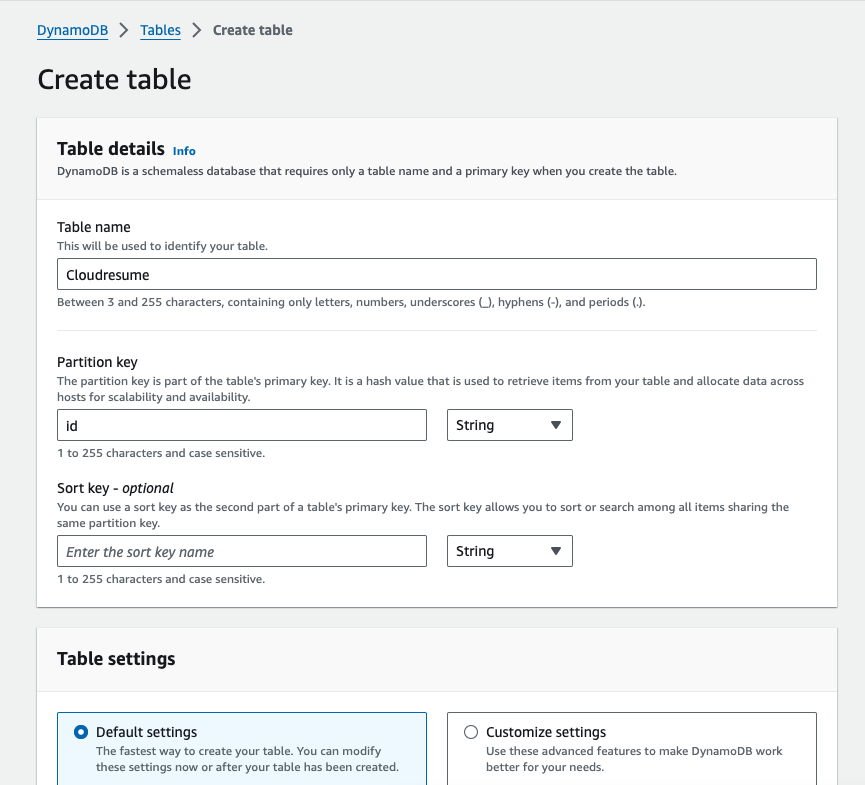 DynamoDB > Tables > Create table
Create table
Table details Info
DynamoDB is a schemaless database that requires only a table name and a primary key when you create the table.
Table name
This will be used to identify your table.
Cloudresume
Between 3 and 255 characters, containing only letters, numbers, underscores (_), hyphens (-), and periods (.).
Partition key
The partition key is part of the table's primary key. It is a hash value that is used to retrieve items from your table and allocate data across
hosts for scalability and availability.
id String
1 to 255 characters and case sensitive.
Sort key - optional
You can use a sort key as the second part of a table's primary key. The sort key allows you to sort or search among all items sharing the
same partition key.
Enter the sort key name String
1 to 255 characters and case sensitive.
Table settings
Default settings
The fastest way to create your table. You can modify
these settings now or after your table has been created.
Customize settings
Use these advanced features to make DynamoDB work
better for your needs.